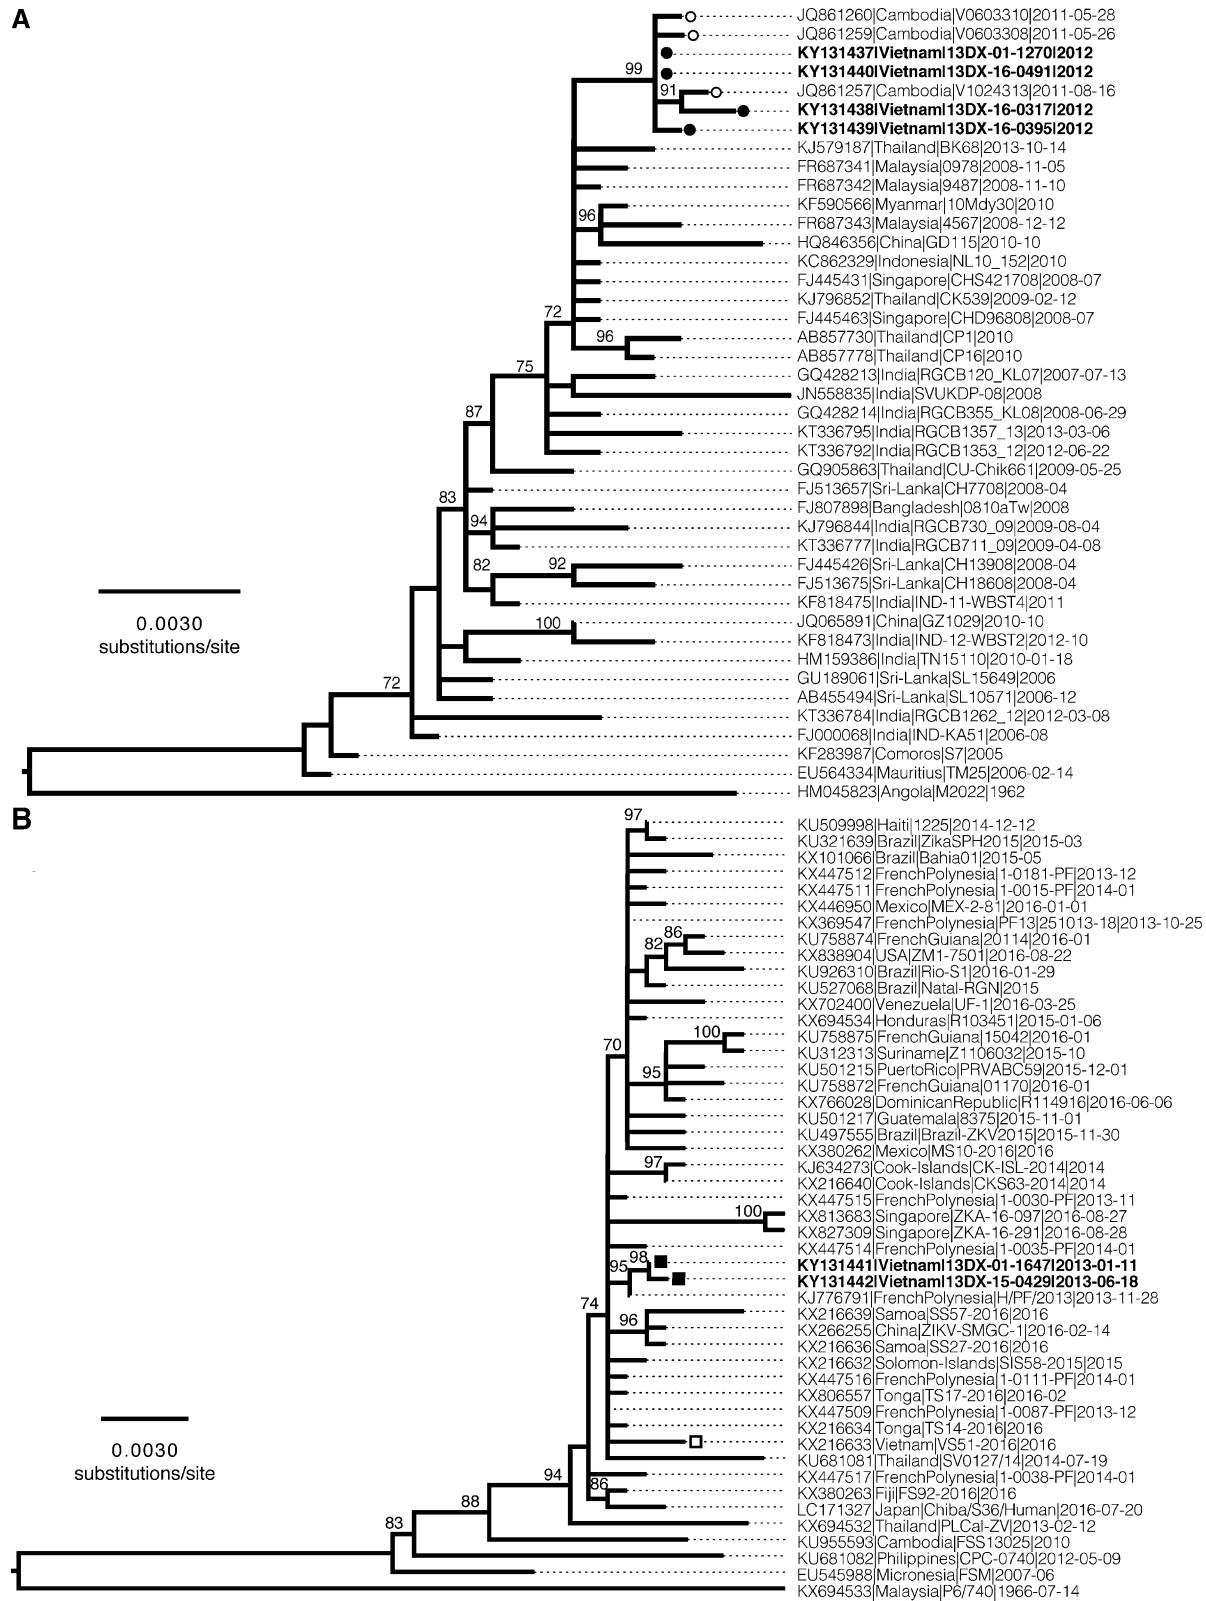 A
JQ861260|Cambodia|V0603310|2011-05-28
JQ861259|Cambodia|V0603308|2011-05-26
KY131437|Vietnam|13DX-01-1270|2012
99
KY131440|Vietnam|13DX-16-0491|2012
91
JQ861257|Cambodia|V1024313|2011-08-16
KY131438|Vietnam|13DX-16-0317|2012
KY131439|Vietnam|13DX-16-0395|2012
KJ579187|Thailand|BK68|2013-10-14
FR687341|Malaysia|0978|2008-11-05
FR687342|Malaysia|9487|2008-11-10
KF590566|Myanmar|10Mdy30|2010
96
FR687343|Malaysia|4567|2008-12-12
HQ846356|China|GD115|2010-10
KC862329|Indonesia|NL10_152|2010
FJ445431|Singapore|CHS421708|2008-07
KJ796852|Thailand|CK539|2009-02-12
72
FJ445463|Singapore|CHD96808|2008-07
96
AB857730|Thailand|CP1|2010
AB857778|Thailand|CP16|2010
75
GQ428213|India|RGCB120_KL07|2007-07-13
JN558835|India|SVUKDP-08|2008
87
GQ428214|India|RGCB355_KL08|2008-06-29
KT336795|India|RGCB1357_13|2013-03-06
KT336792|India|RGCB1353_12|2012-06-22
GQ905863|Thailand|CU-Chik661|2009-05-25
FJ513657|Sri-Lanka|CH7708|2008-04
83
FJ807898|Bangladesh|0810aTw|2008
94
KJ796844|India|RGCB730_09|2009-08-04
KT336777|India|RGCB711_09|2009-04-08
82
92
FJ445426|Sri-Lanka|CH13908|2008-04
FJ513675|Sri-Lanka|CH18608|2008-04
KF818475|India|IND-11-WBST4|2011
0.0030
substitutions/site
100
JQ065891|China|GZ1029|2010-10
KF818473|India|IND-12-WBST2|2012-10
HM159386|India|TN15110|2010-01-18
GU189061|Sri-Lanka|SL15649|2006
72
AB455494|Sri-Lanka|SL10571|2006-12
KT336784|India|RGCB1262_12|2012-03-08
FJ000068|India|IND-KA51|2006-08
KF283987|Comoros|S7|2005
EU564334|Mauritius|TM25|2006-02-14
HM045823|Angola|M2022|1962
B
97
KU509998|Haiti|1225|2014-12-12
KU321639|Brazil|ZikaSPH2015|2015-03
KX101066|Brazil|Bahia01|2015-05
KX447512|FrenchPolynesia|1-0181-PF|2013-12
KX447511|FrenchPolynesia|1-0015-PF|2014-01
KX446950|Mexico|MEX-2-81|2016-01-01
KX369547|FrenchPolynesia|PF13|251013-18|2013-10-25
86
KU758874|FrenchGuiana|20114|2016-01
82
KX838904|USA|ZM1-7501|2016-08-22
KU926310|Brazil|Rio-S1|2016-01-29
KU527068|Brazil|Natal-RGN|2015
KX702400|Venezuela|UF-1|2016-03-25
KX694534|Honduras|R103451|2015-01-06
100
KU758875|FrenchGuiana|15042|2016-01
70
KU312313|Suriname|Z1106032|2015-10
95
KU501215|PuertoRico|PRVABC59|2015-12-01
KU758872|FrenchGuiana|01170|2016-01
KX766028|DominicanRepublic|R114916|2016-06-06
KU501217|Guatemala|8375|2015-11-01
KU497555|Brazil|Brazil-ZKV2015|2015-11-30
KX380262|Mexico|MS10-2016|2016
97
KJ634273|Cook-Islands|CK-ISL-2014|2014
KX216640|Cook-Islands|CKS63-2014|2014
KX447515|FrenchPolynesia|1-0030-PF|2013-11
100
KX813683|Singapore|ZKA-16-097|2016-08-27
KX827309|Singapore|ZKA-16-291|2016-08-28
KX447514|FrenchPolynesia|1-0035-PF|2014-01
95
98
KY131441|Vietnam|13DX-01-1647|2013-01-11
KY131442|Vietnam|13DX-15-0429|2013-06-18
KJ776791|FrenchPolynesia|H/PF/2013|2013-11-28
74
KX216639|Samoa|SS57-2016|2016
96
KX266255|China|ZIKV-SMGC-1|2016-02-14
KX216636|Samoa|SS27-2016|2016
KX216632|Solomon-Islands|SIS58-2015|2015
KX447516|FrenchPolynesia|1-0111-PF|2014-01
KX806557|Tonga|TS17-2016|2016-02
KX447509|FrenchPolynesia|1-0087-PF|2013-12
KX216634|Tonga|TS14-2016|2016
0.0030
substitutions/site
KX216633|Vietnam|VS51-2016|2016
KU681081|Thailand|SV0127/14|2014-07-19
94
KX447517|FrenchPolynesia|1-0038-PF|2014-01
86
KX380263|Fiji|FS92-2016|2016
88
LC171327|Japan|Chiba/S36/Human|2016-07-20
83
KX694532|Thailand|PLCal-ZV|2013-02-12
KU955593|Cambodia|FSS13025|2010
KU681082|Philippines|CPC-0740|2012-05-09
EU545988|Micronesia|FSM|2007-06
KX694533|Malaysia|P6/740|1966-07-14